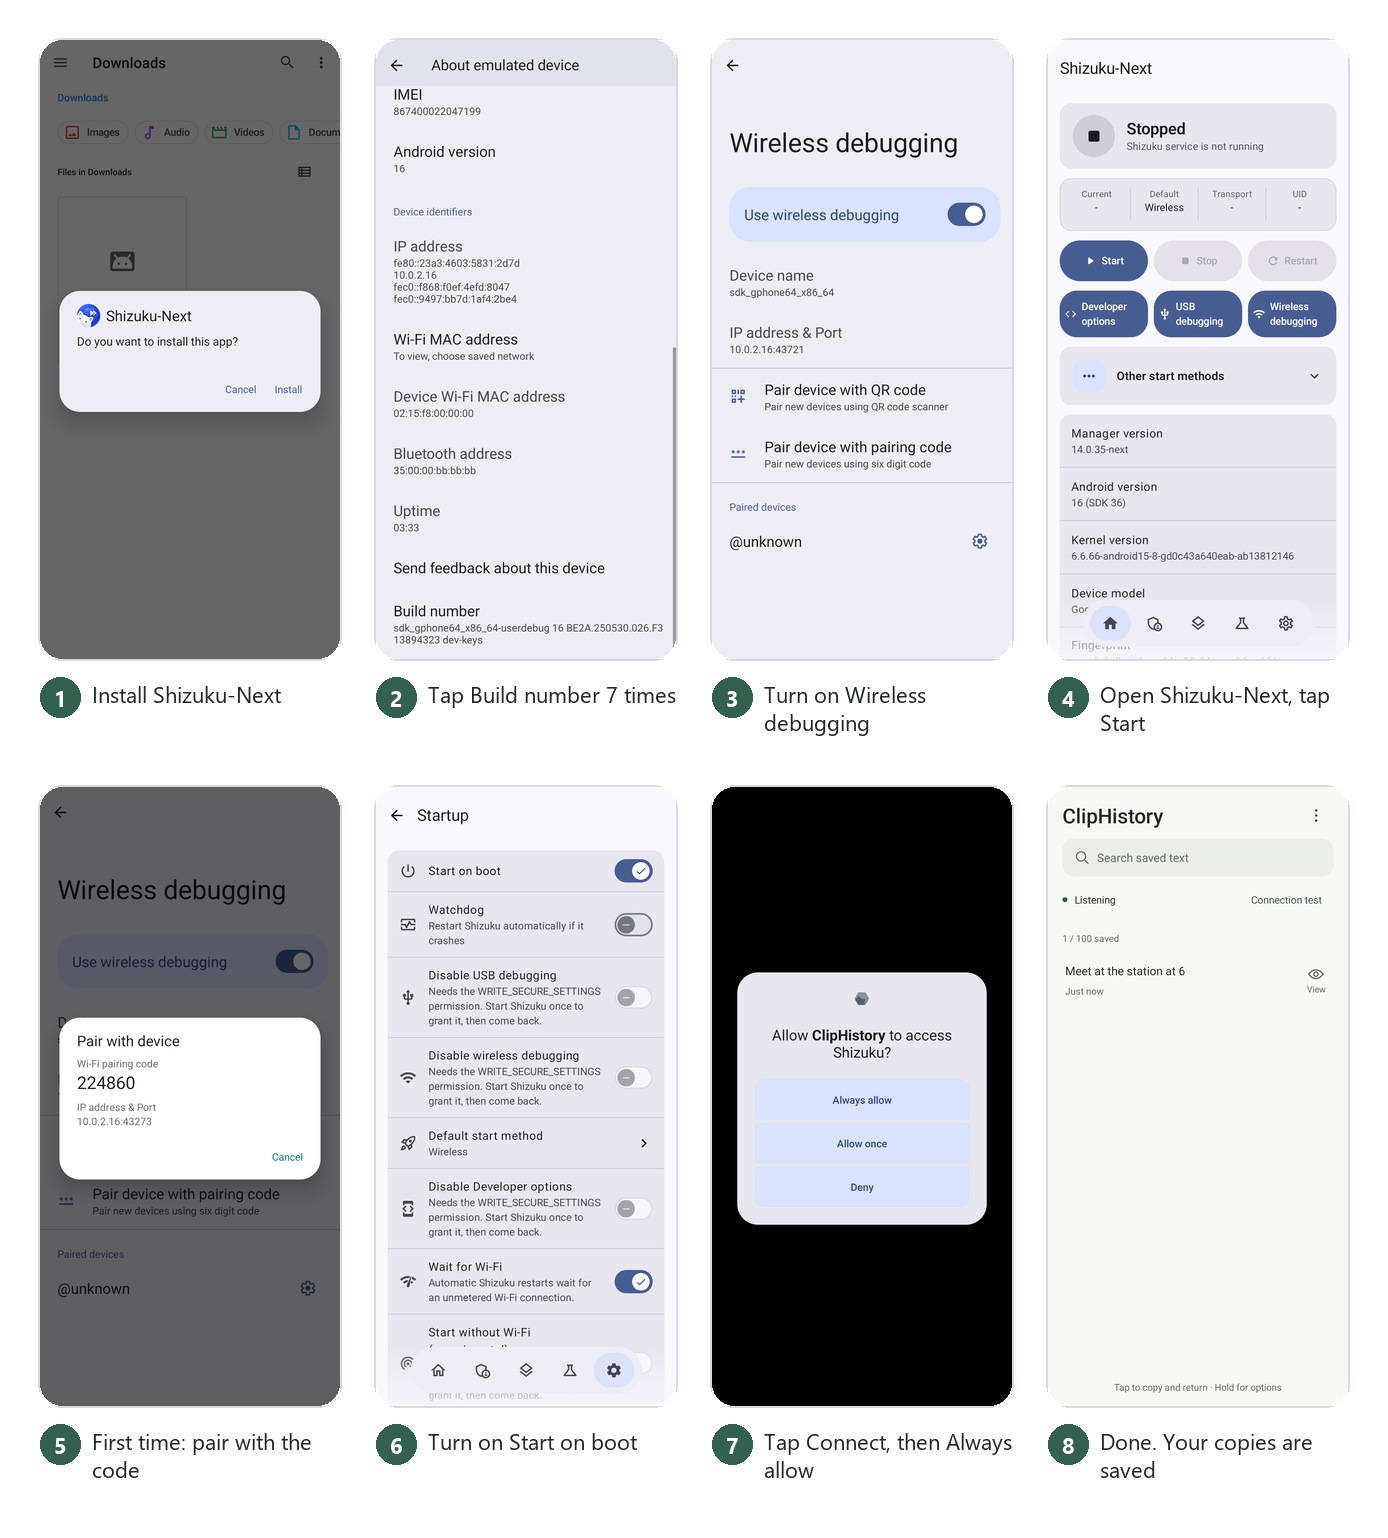 Downloads
Downloads
Images
Audio
Videos
Docum
Files in Downloads
Shizuku-Next
Do you want to install this app?
Cancel
Install
1
Install Shizuku-Next
About emulated device
IMEI
867400022047199
Android version
16
Device identifiers
IP address
fe80::23a3:4603:5831:2d7d
10.0.2.16
fec0::f868:f0ef:4efd:8047
fec0::9497:bb7d:1af4:2be4
Wi-Fi MAC address
To view, choose saved network
Device Wi-Fi MAC address
02:15:f8:00:00:00
Bluetooth address
35:00:00:bb:bb:bb
Uptime
03:33
Send feedback about this device
Build number
sdk_gphone64_x86_64-userdebug 16 BE2A.250530.026.F3
13894323 dev-keys
2
Tap Build number 7 times
Wireless debugging
Use wireless debugging
Device name
sdk_gphone64_x86_64
IP address & Port
10.0.2.16:43721
Pair device with QR code
Pair new devices using QR code scanner
Pair device with pairing code
Pair new devices using six digit code
Paired devices
@unknown
3
Turn on Wireless
debugging
Shizuku-Next
Stopped
Shizuku service is not running
Current
-
Default
Wireless
Transport
-
UID
-
Start
Stop
Restart
Developer
options
USB
debugging
Wireless
debugging
Other start methods
Manager version
14.0.35-next
Android version
16 (SDK 36)
Kernel version
6.6.66-android15-8-gd0c43a640eab-ab13812146
Device model
Goo
Fingerprint
4
Open Shizuku-Next, tap
Start
Wireless debugging
Use wireless debugging
D
Pair with device
Wi-Fi pairing code
224860
IP address & Port
10.0.2.16:43273
Cancel
Pair device with pairing code
Pair new devices using six digit code
Paired devices
@unknown
5
First time: pair with the
code
Startup
Start on boot
Watchdog
Restart Shizuku automatically if it
crashes
Disable USB debugging
Needs the WRITE_SECURE_SETTINGS
permission. Start Shizuku once to
grant it, then come back.
Disable wireless debugging
Needs the WRITE_SECURE_SETTINGS
permission. Start Shizuku once to
grant it, then come back.
Default start method
Wireless
Disable Developer options
Needs the WRITE_SECURE_SETTINGS
permission. Start Shizuku once to
grant it, then come back.
Wait for Wi-Fi
Automatic Shizuku restarts wait for
an unmetered Wi-Fi connection.
Start without Wi-Fi
grant it, then come back.
6
Turn on Start on boot
Allow ClipHistory to access
Shizuku?
Always allow
Allow once
Deny
7
Tap Connect, then Always
allow
ClipHistory
Search saved text
Listening
Connection test
1 / 100 saved
Meet at the station at 6
Just now
View
Tap to copy and return · Hold for options
8
Done. Your copies are
saved